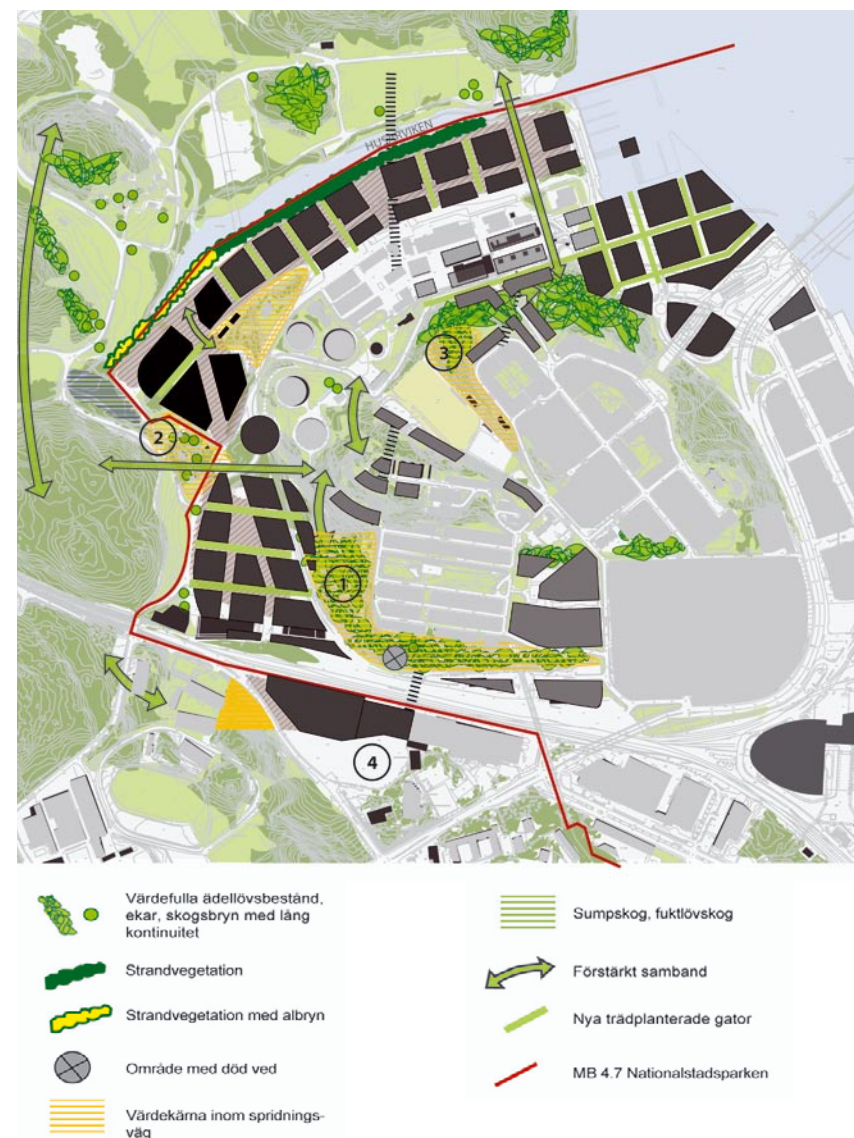 HUSARVIKEN
3
2
1
4
Värdefulla ädellövsbestånd,
ekar, skogsbryn med lång
kontinuitet
Strandvegetation
Strandvegetation med albryn
Område med död ved
Värdekärna inom spridnings-
väg
Sumpskog, fuktlövskog
Förstärkt samband
Nya trädplanterade gator
MB 4.7 Nationalstadsparken